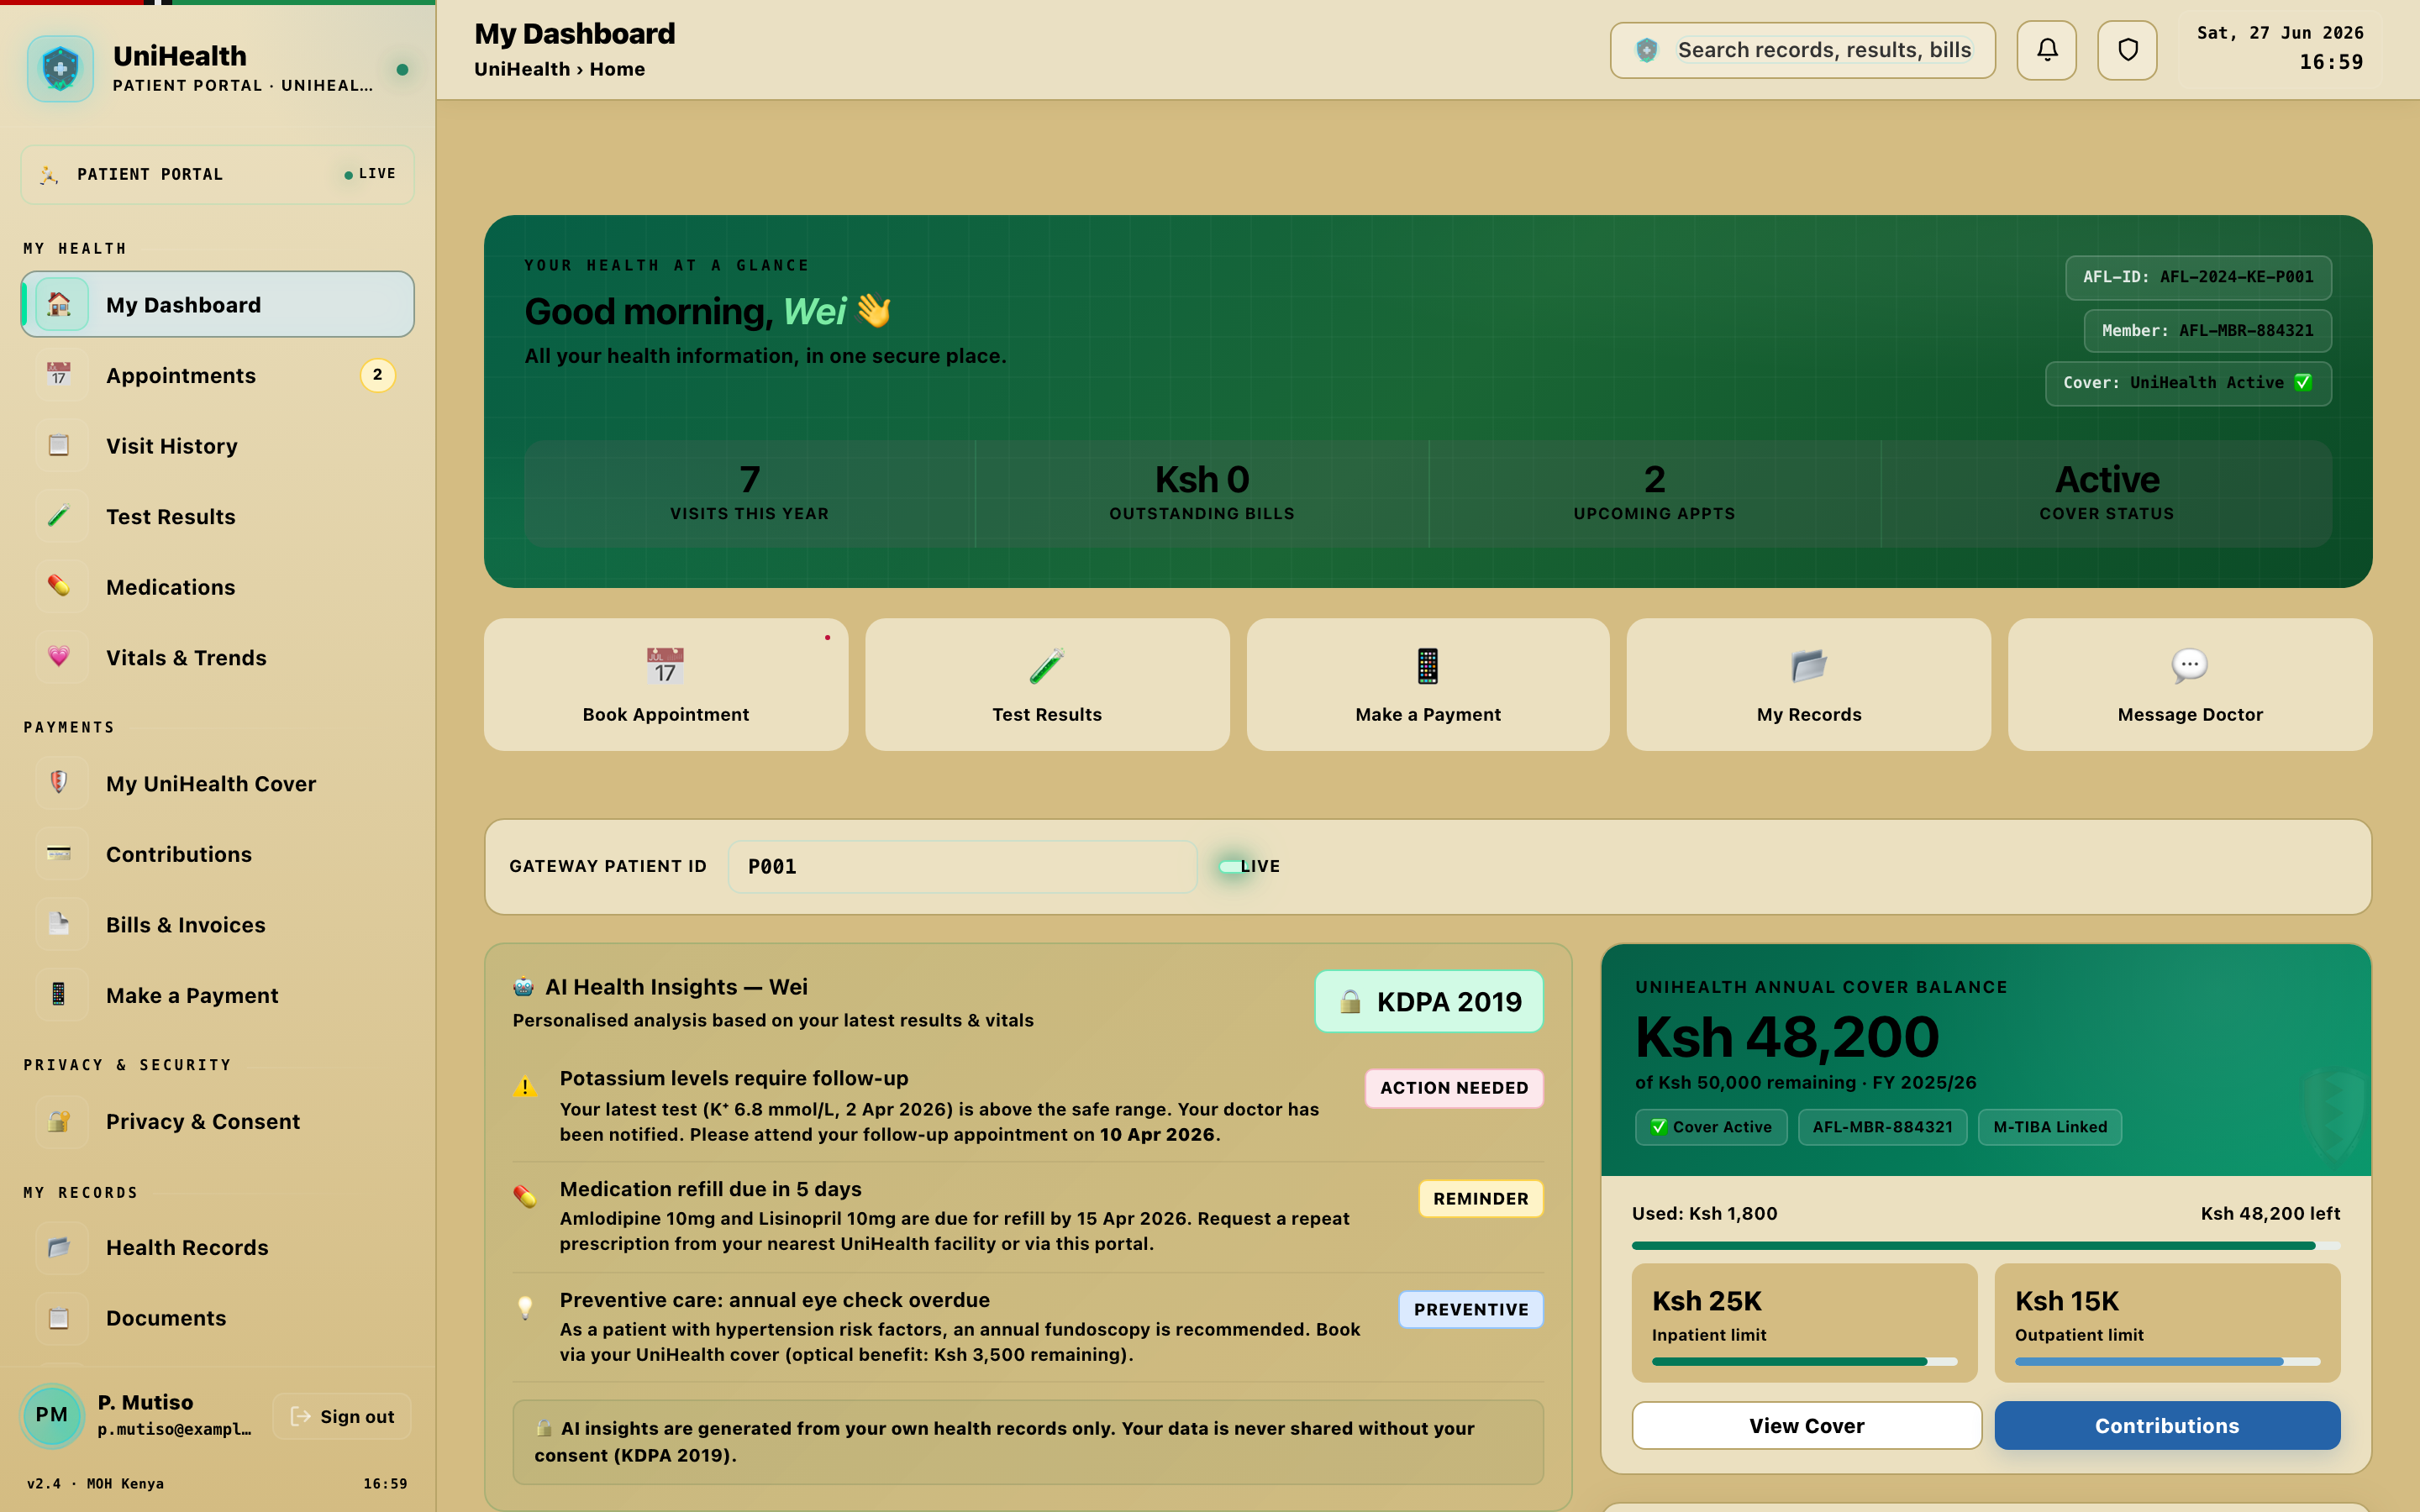 UniHealth
PATIENT PORTAL · UNIHEAL...
PATIENT PORTAL
LIVE
MY HEALTH
My Dashboard
Appointments
2
Visit History
Test Results
Medications
Vitals & Trends
PAYMENTS
My UniHealth Cover
Contributions
Bills & Invoices
Make a Payment
PRIVACY & SECURITY
Privacy & Consent
MY RECORDS
Health Records
Documents
PM
P. Mutiso
p.mutiso@exampl...
Sign out
v2.4 · MOH Kenya
16:59
My Dashboard
UniHealth › Home
Search records, results, bills
Sat, 27 Jun 2026
16:59
YOUR HEALTH AT A GLANCE
Good morning, Wei 👋
All your health information, in one secure place.
AFL-ID: AFL-2024-KE-P001
Member: AFL-MBR-884321
Cover: UniHealth Active ✅
7
VISITS THIS YEAR
Ksh 0
OUTSTANDING BILLS
2
UPCOMING APPTS
Active
COVER STATUS
JUL
17
Book Appointment
Test Results
Make a Payment
My Records
Message Doctor
GATEWAY PATIENT ID
P001
LIVE
AI Health Insights — Wei
Personalised analysis based on your latest results & vitals
KDPA 2019
Potassium levels require follow-up
Your latest test (K⁺ 6.8 mmol/L, 2 Apr 2026) is above the safe range. Your doctor has
been notified. Please attend your follow-up appointment on 10 Apr 2026.
ACTION NEEDED
Medication refill due in 5 days
Amlodipine 10mg and Lisinopril 10mg are due for refill by 15 Apr 2026. Request a repeat
prescription from your nearest UniHealth facility or via this portal.
REMINDER
Preventive care: annual eye check overdue
As a patient with hypertension risk factors, an annual fundoscopy is recommended. Book
via your UniHealth cover (optical benefit: Ksh 3,500 remaining).
PREVENTIVE
AI insights are generated from your own health records only. Your data is never shared without your
consent (KDPA 2019).
UNIHEALTH ANNUAL COVER BALANCE
Ksh 48,200
of Ksh 50,000 remaining · FY 2025/26
✅ Cover Active
AFL-MBR-884321
M-TIBA Linked
Used: Ksh 1,800
Ksh 48,200 left
Ksh 25K
Inpatient limit
Ksh 15K
Outpatient limit
View Cover
Contributions